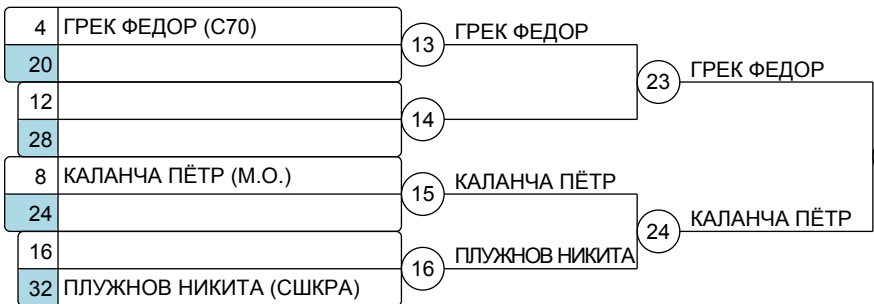 4 ГРЕК ФЕДОР (С70)
13 ГРЕК ФЕДОР
20
23 ГРЕК ФЕДОР
12
14
28
8 КАЛАНЧА ПЁТР (М.О.)
15 КАЛАНЧА ПЁТР
24
24 КАЛАНЧА ПЁТР
16
16 ПЛУЖНОВ НИКИТА
32 ПЛУЖНОВ НИКИТА (СШКРА)